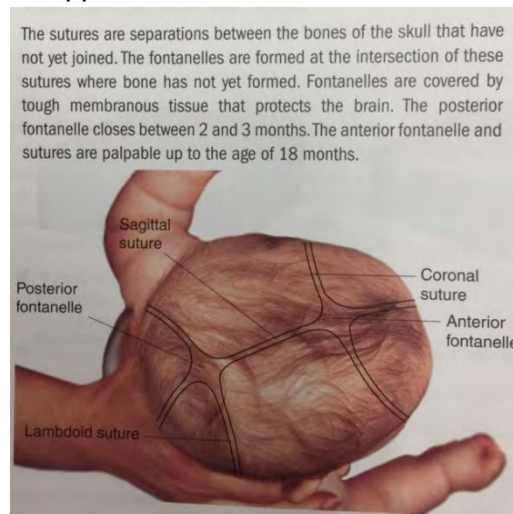 The sutures are separations between the bones of the skull that have
not yet joined. The fontanelles are formed at the intersection of these
sutures where bone has not yet formed. Fontanelles are covered by
tough membranous tissue that protects the brain. The posterior
fontanelle closes between 2 and 3 months. The anterior fontanelle and
sutures are palpable up to the age of 18 months.
Sagittal
suture
Coronal
suture
Posterior
fontanelle
Anterior
fontanelle
Lambdoid suture